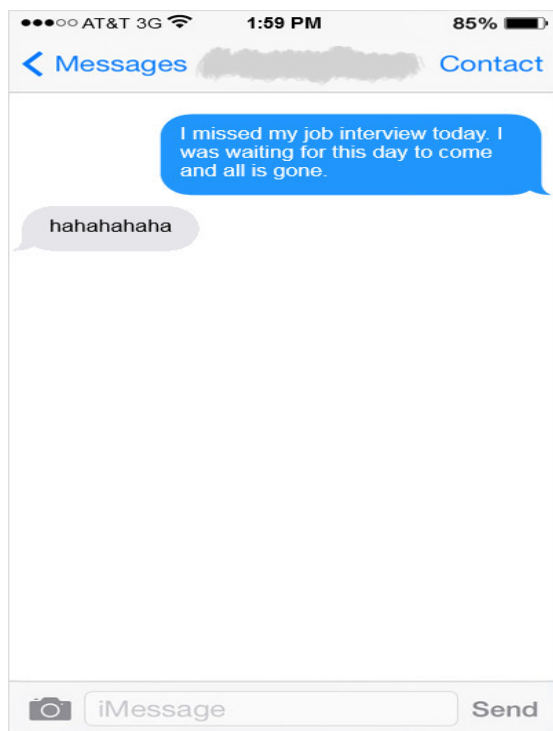 AT&T 3G 1:59 PM 85%
Messages Contact
I missed my job interview today. I
was waiting for this day to come
and all is gone.
hahahahaha
iMessage Send